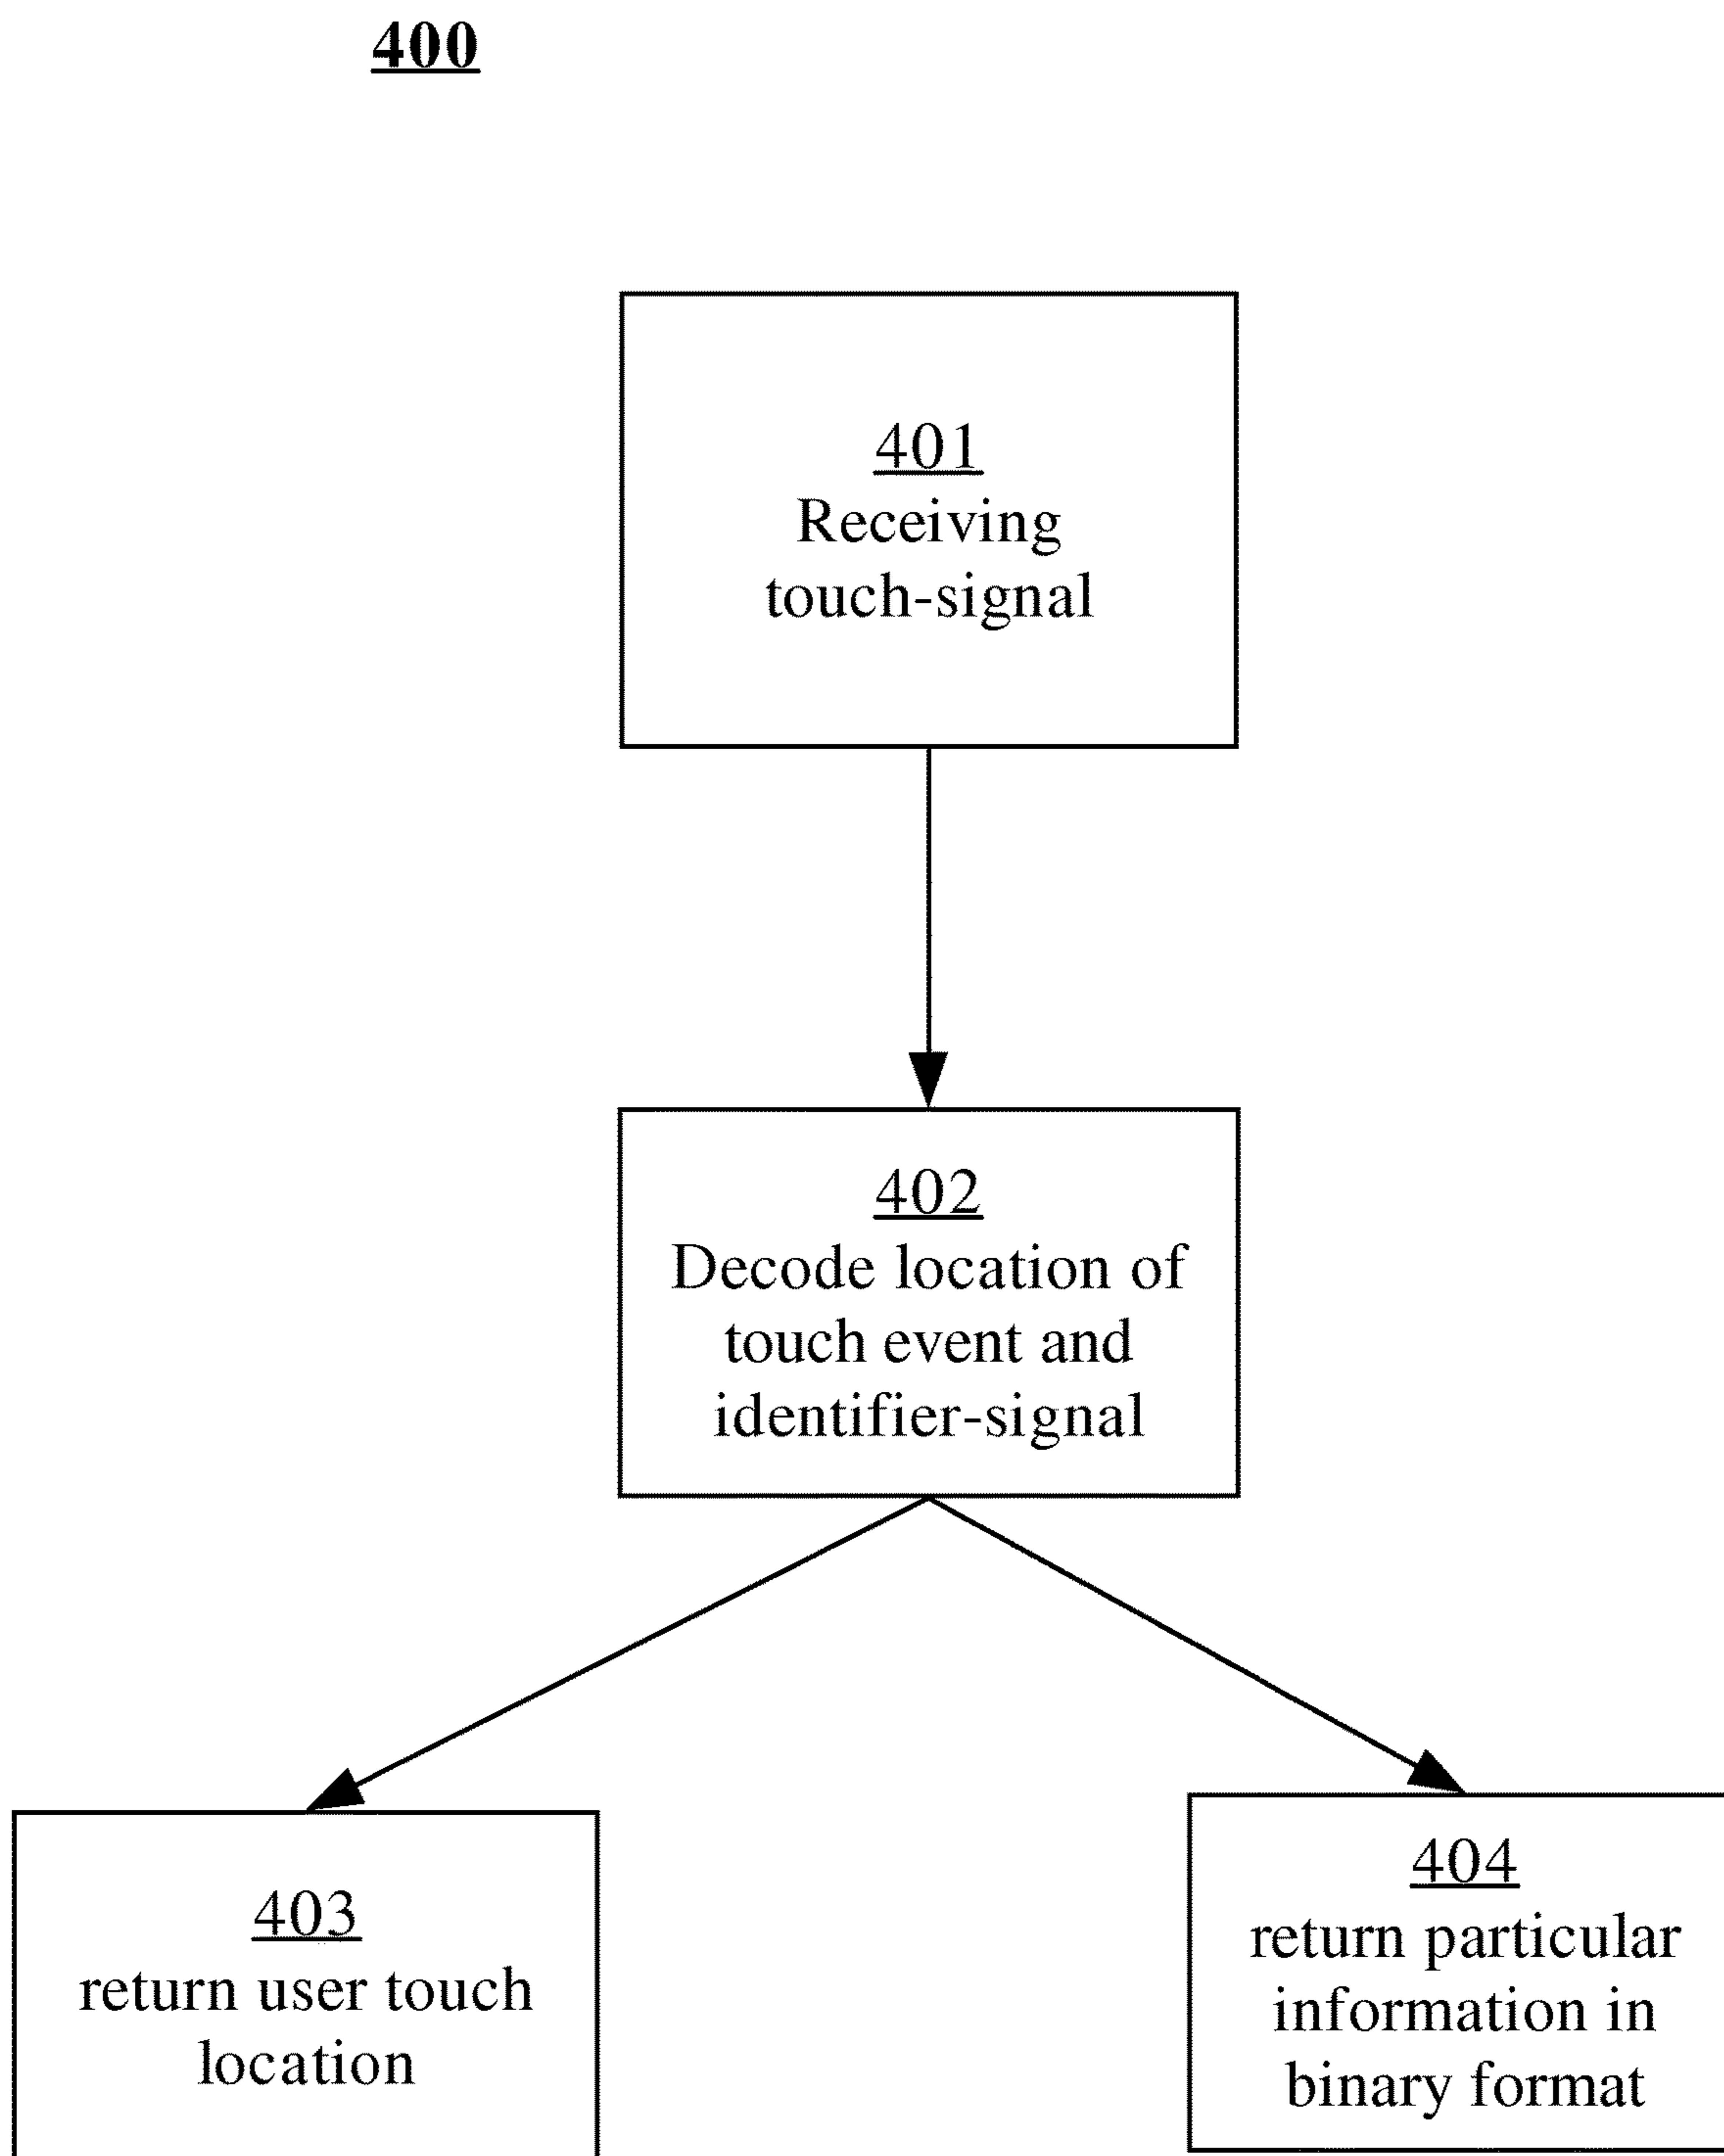 400
401
Receiving
touch-signal
402
Decode location of
touch event and
identifier-signal
403
return user touch
location
404
return particular
information in
binary format